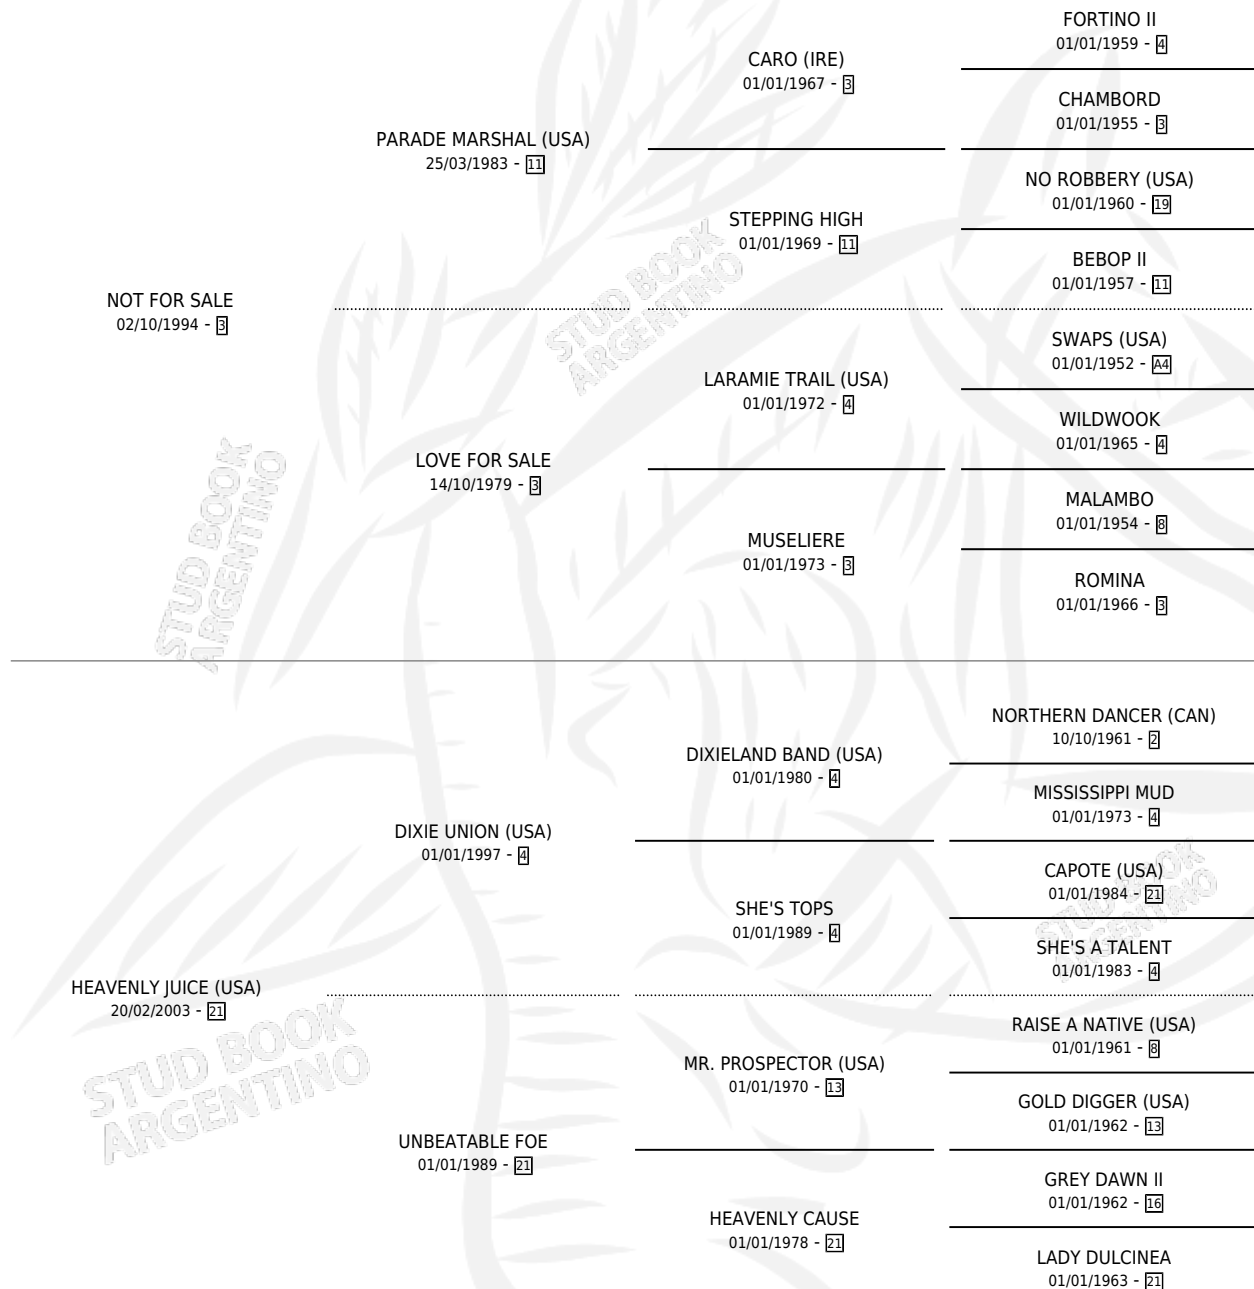 FORTINO II
01/01/1959 - 4
CARO (IRE)
01/01/1967 - 3
CHAMBORD
01/01/1955 - 3
PARADE MARSHAL (USA)
25/03/1983 - 11
NO ROBBERY (USA)
01/01/1960 - 19
STEPPING HIGH
01/01/1969 - 11
BEBOP II
01/01/1957 - 11
NOT FOR SALE
02/10/1994 - 3
SWAPS (USA)
01/01/1952 - A4
LARAMIE TRAIL (USA)
01/01/1972 - 4
WILDWOOK
01/01/1965 - 4
LOVE FOR SALE
14/10/1979 - 3
MALAMBO
01/01/1954 - 8
MUSELIERE
01/01/1973 - 3
ROMINA
01/01/1966 - 3
NORTHERN DANCER (CAN)
10/10/1961 - 2
DIXIELAND BAND (USA)
01/01/1980 - 4
MISSISSIPPI MUD
01/01/1973 - 4
DIXIE UNION (USA)
01/01/1997 - 4
CAPOTE (USA)
01/01/1984 - 21
SHE'S TOPS
01/01/1989 - 4
SHE'S A TALENT
01/01/1983 - 4
HEAVENLY JUICE (USA)
20/02/2003 - 21
RAISE A NATIVE (USA)
01/01/1961 - 8
MR. PROSPECTOR (USA)
01/01/1970 - 13
GOLD DIGGER (USA)
01/01/1962 - 13
UNBEATABLE FOE
01/01/1989 - 21
GREY DAWN II
01/01/1962 - 16
HEAVENLY CAUSE
01/01/1978 - 21
LADY DULCINEA
01/01/1963 - 21
STUD BOOK
ARGENTINO
STUD BOOK
ARGENTINO
STUD BOOK
ARGENTINO
STUD BOOK
ARGENTINO